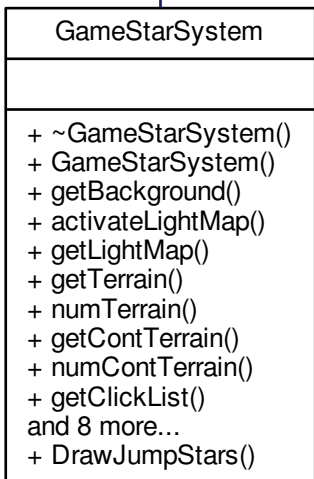 GameStarSystem
+ ~GameStarSystem()
+ GameStarSystem()
+ getBackground()
+ activateLightMap()
+ getLightMap()
+ getTerrain()
+ numTerrain()
+ getContTerrain()
+ numContTerrain()
+ getClickList()
and 8 more...
+ DrawJumpStars()